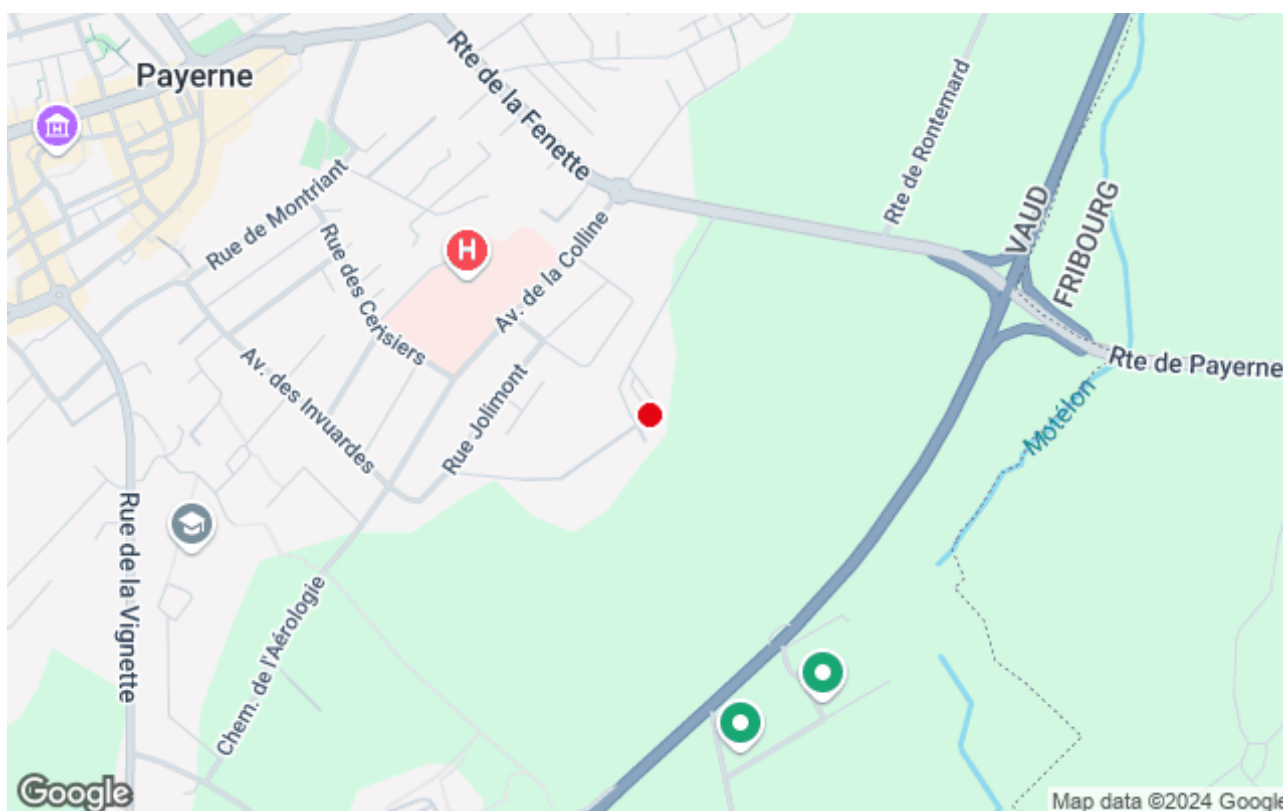 Payerne
Rte de la Fenette
Rte de Rontemard
VAUD
FRIBOURG
Rue de Montriant
H
Rue des Cerisiers
Av. de la Colline
Rte de Payerne
Av. des Invuardes
Rue Jolimont
Motélon
Rue de la Vignette
Chem. de l'Aérologie
Google
Map data ©2024 Google